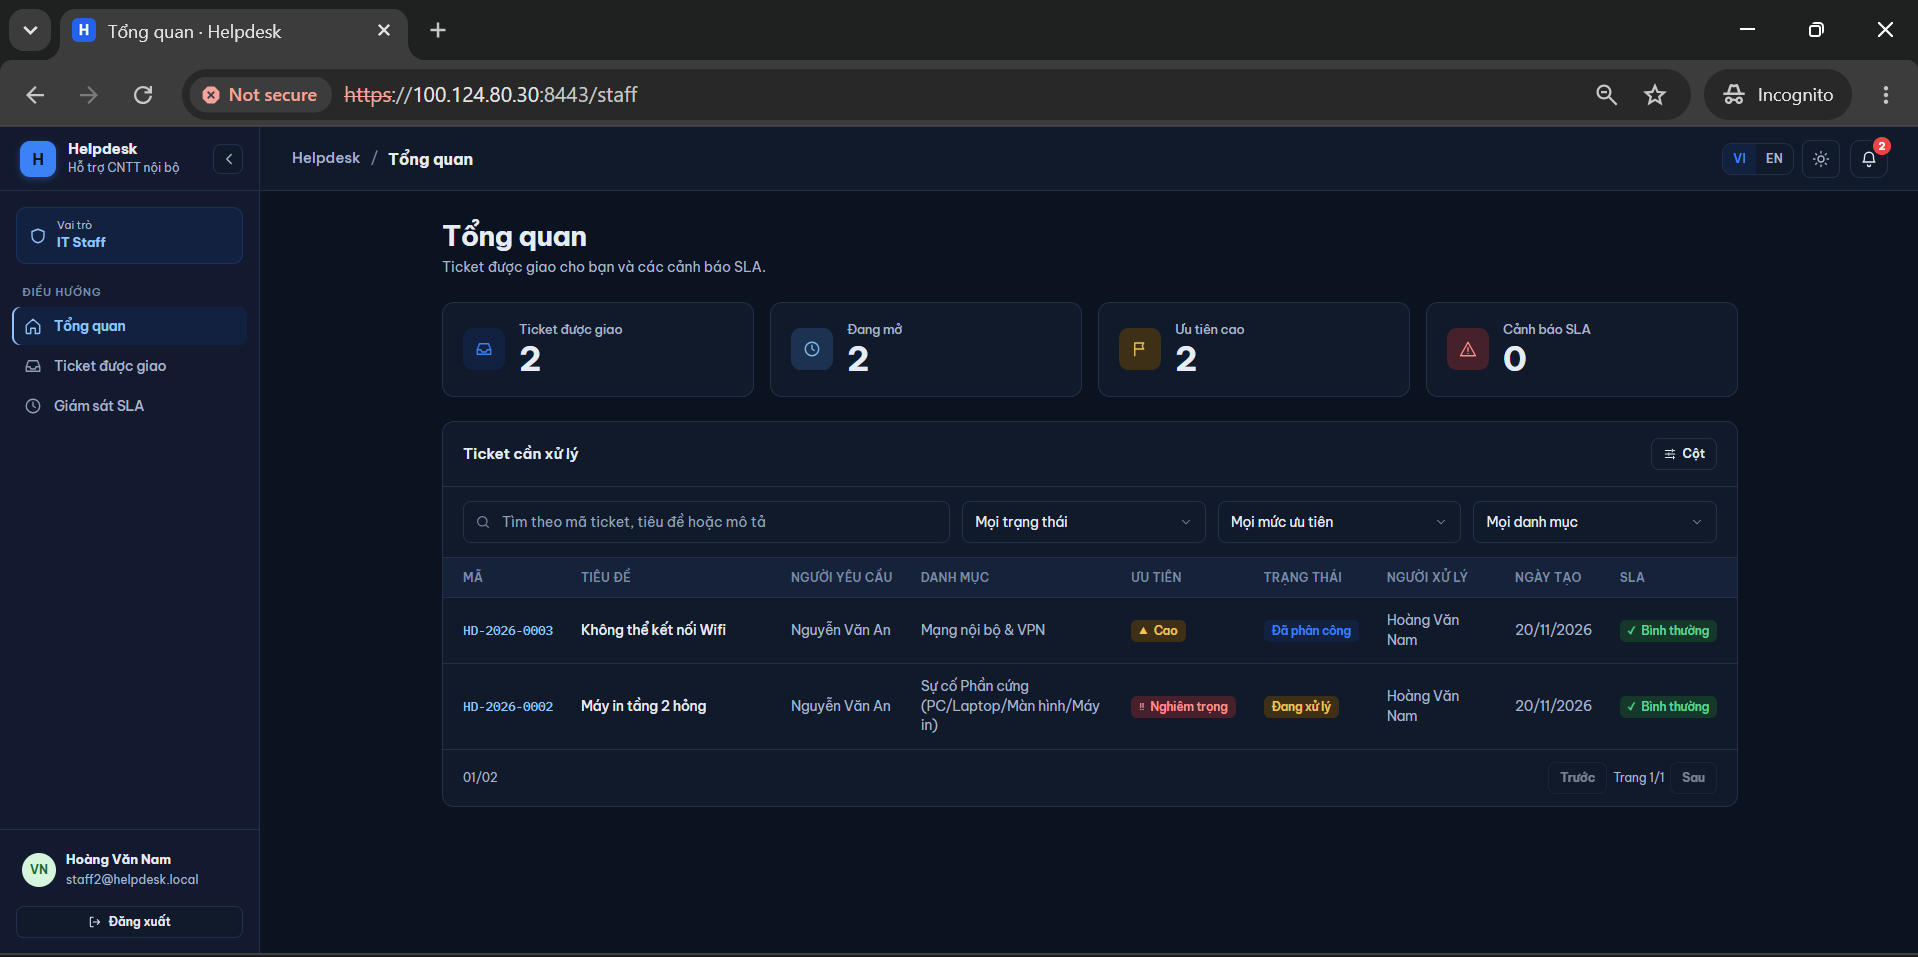 Tổng quan · Helpdesk
Not secure
https://100.124.80.30:8443/staff
Incognito
H
Helpdesk
Hỗ trợ CNTT nội bộ
Helpdesk / Tổng quan
VI
EN
2
Vai trò
IT Staff
ĐIỀU HƯỚNG
Tổng quan
Ticket được giao
Giám sát SLA
Tổng quan
Ticket được giao cho bạn và các cảnh báo SLA.
Ticket được giao
2
Đang mở
2
Ưu tiên cao
2
Cảnh báo SLA
0
Ticket cần xử lý
Cột
Tìm theo mã ticket, tiêu đề hoặc mô tả
Mọi trạng thái
Mọi mức ưu tiên
Mọi danh mục
MÃ TIÊU ĐỀ NGƯỜI YÊU CẦU DANH MỤC ƯU TIÊN TRẠNG THÁI NGƯỜI XỬ LÝ NGÀY TẠO SLA
HD-2026-0003 Không thể kết nối Wifi Nguyễn Văn An Mạng nội bộ & VPN Cao Đã phân công Hoàng Văn
Nam 20/11/2026 ✓ Bình thường
HD-2026-0002 Máy in tầng 2 hỏng Nguyễn Văn An Sự cố Phần cứng
(PC/Laptop/Màn hình/Máy
in) !! Nghiêm trọng Đang xử lý Hoàng Văn
Nam 20/11/2026 ✓ Bình thường
01/02
Trước
Trang 1/1
Sau
VN
Hoàng Văn Nam
staff2@helpdesk.local
Đăng xuất
H